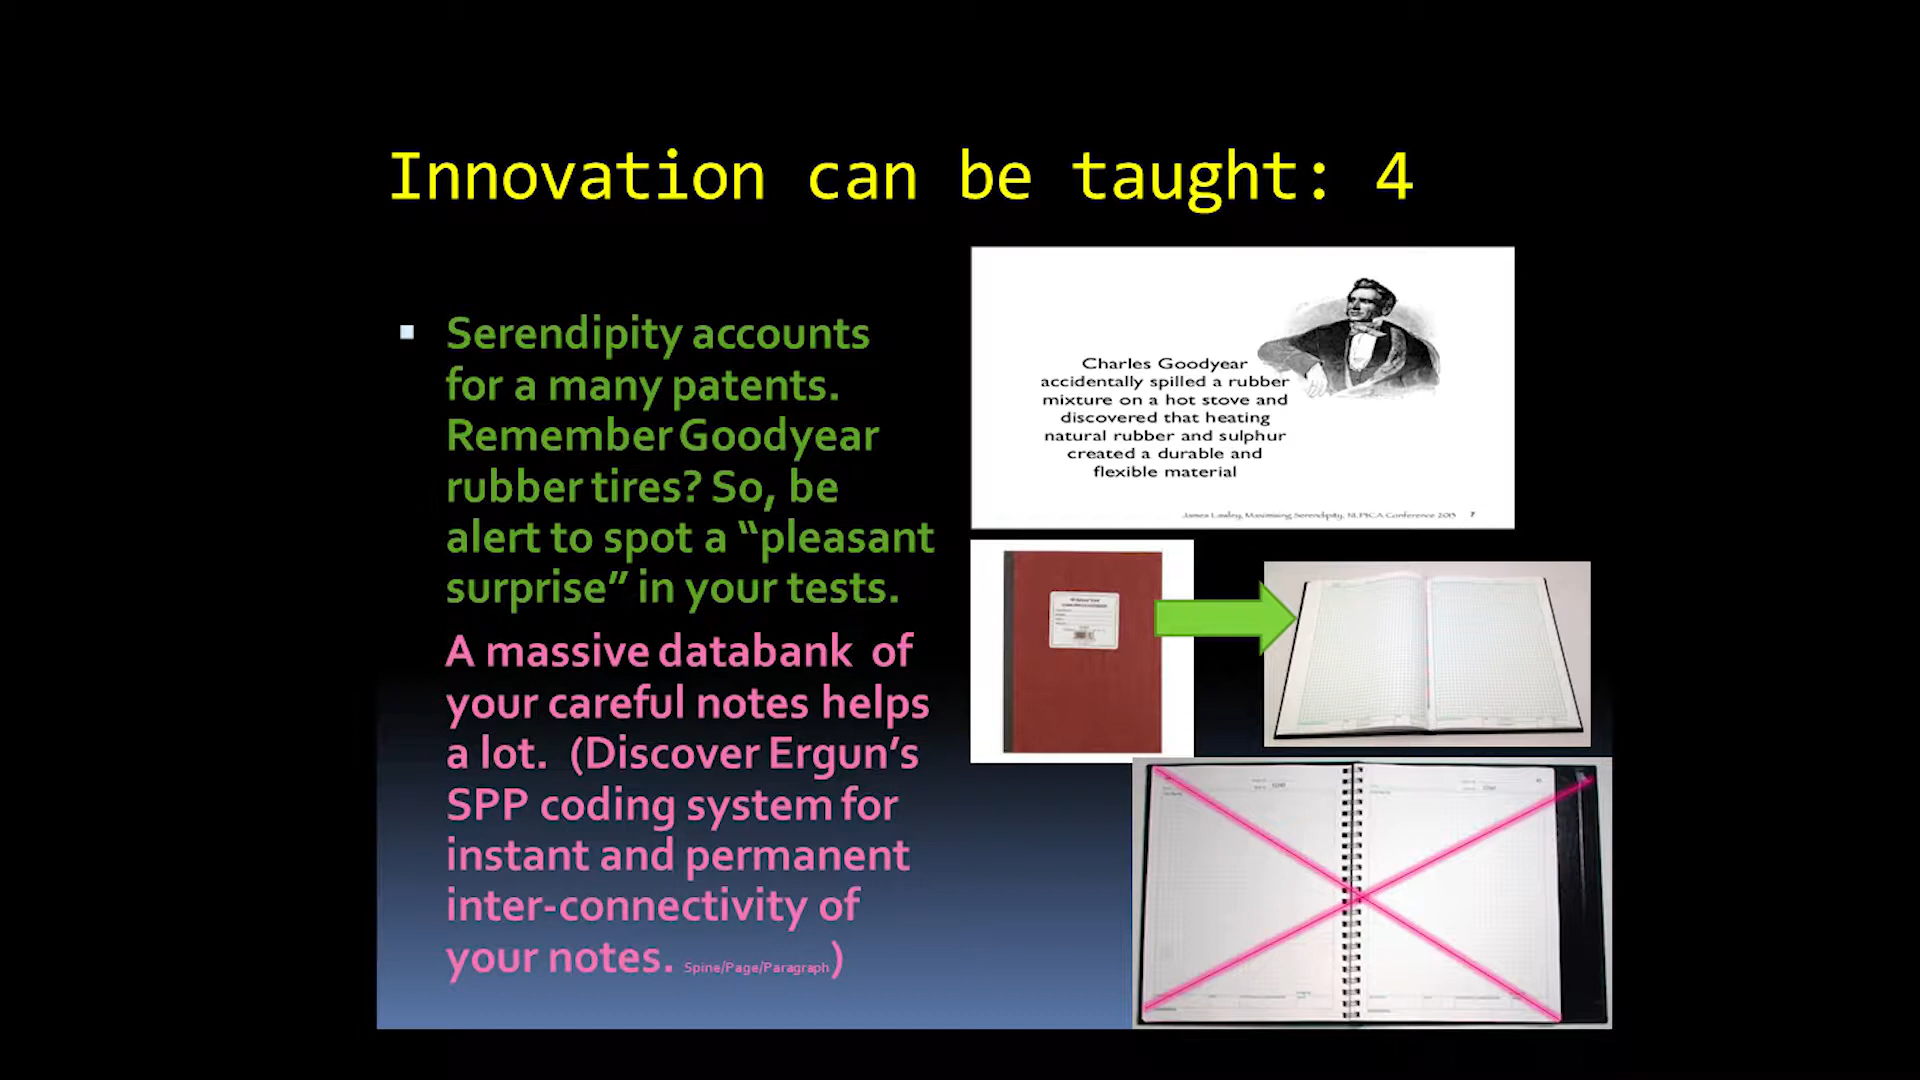 Innovation can be taught: 4
Serendipity accounts
for a many patents.
Remember Goodyear
rubber tires? So, be
alert to spot a “pleasant
surprise” in your tests.
A massive databank of
your careful notes helps
a lot. (Discover Ergun’s
SPP coding system for
instant and permanent
inter-connectivity of
your notes. Spine/Page/Paragraph)
Charles Goodyear
accidentally spilled a rubber
mixture on a hot stove and
discovered that heating
natural rubber and sulphur
created a durable and
flexible material
James Lawley, Maximising Serendipity, NLPtCA Conference 2013 7